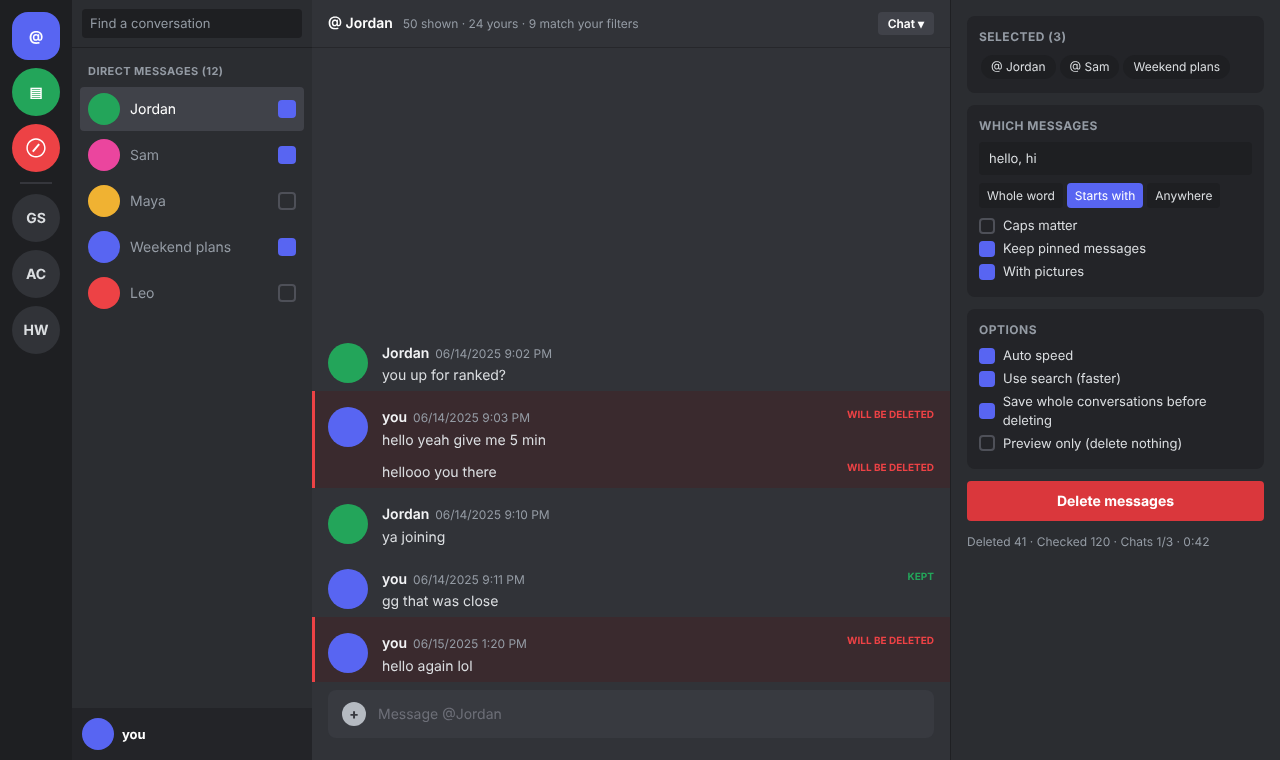 @
GS
AC
HW
Find a conversation
DIRECT MESSAGES (12)
Jordan
Sam
Maya
Weekend plans
Leo
you
@ Jordan 50 shown · 24 yours · 9 match your filters
Chat ▾
Jordan 06/14/2025 9:02 PM
you up for ranked?
you 06/14/2025 9:03 PM WILL BE DELETED
hello yeah give me 5 min
hellooo you there WILL BE DELETED
Jordan 06/14/2025 9:10 PM
ya joining
you 06/14/2025 9:11 PM KEPT
gg that was close
you 06/15/2025 1:20 PM WILL BE DELETED
hello again lol
+ Message @Jordan
SELECTED (3)
@ Jordan @ Sam Weekend plans
WHICH MESSAGES
hello, hi
Whole word Starts with Anywhere
Caps matter
Keep pinned messages
With pictures
OPTIONS
Auto speed
Use search (faster)
Save whole conversations before
deleting
Preview only (delete nothing)
Delete messages
Deleted 41 · Checked 120 · Chats 1/3 · 0:42